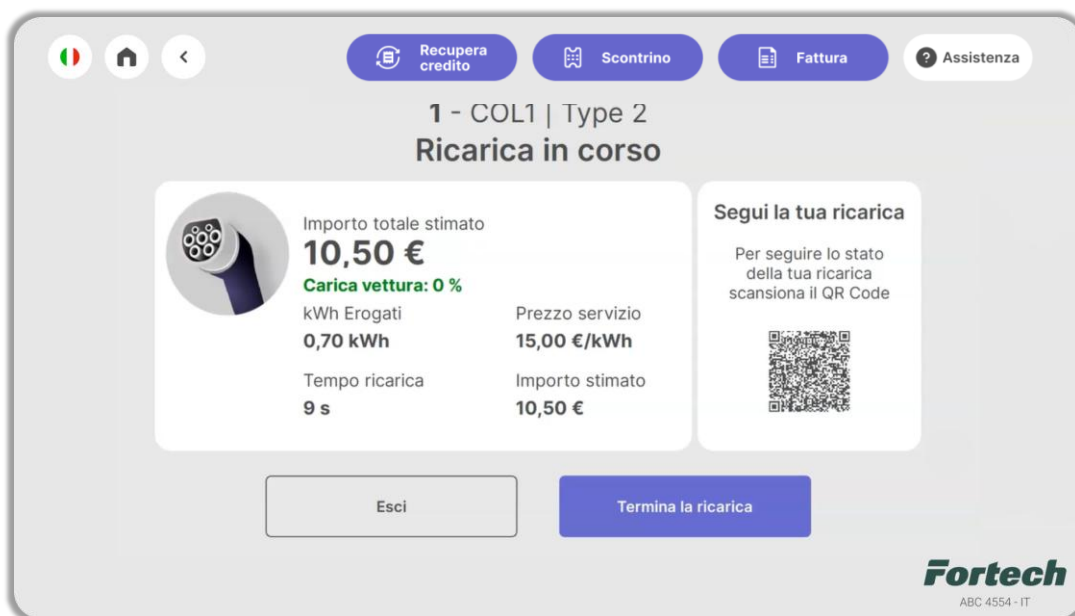 Recupera
credito
Scontrino
Fattura
? Assistenza
1 - COL1 | Type 2
Ricarica in corso
Importo totale stimato
10,50 €
Carica vettura: 0 %
kWh Erogati
0,70 kWh
Prezzo servizio
15,00 €/kWh
Tempo ricarica
9 s
Importo stimato
10,50 €
Segui la tua ricarica
Per seguire lo stato
della tua ricarica
scansiona il QR Code
Esci
Termina la ricarica
Fortech
ABC 4554 - IT